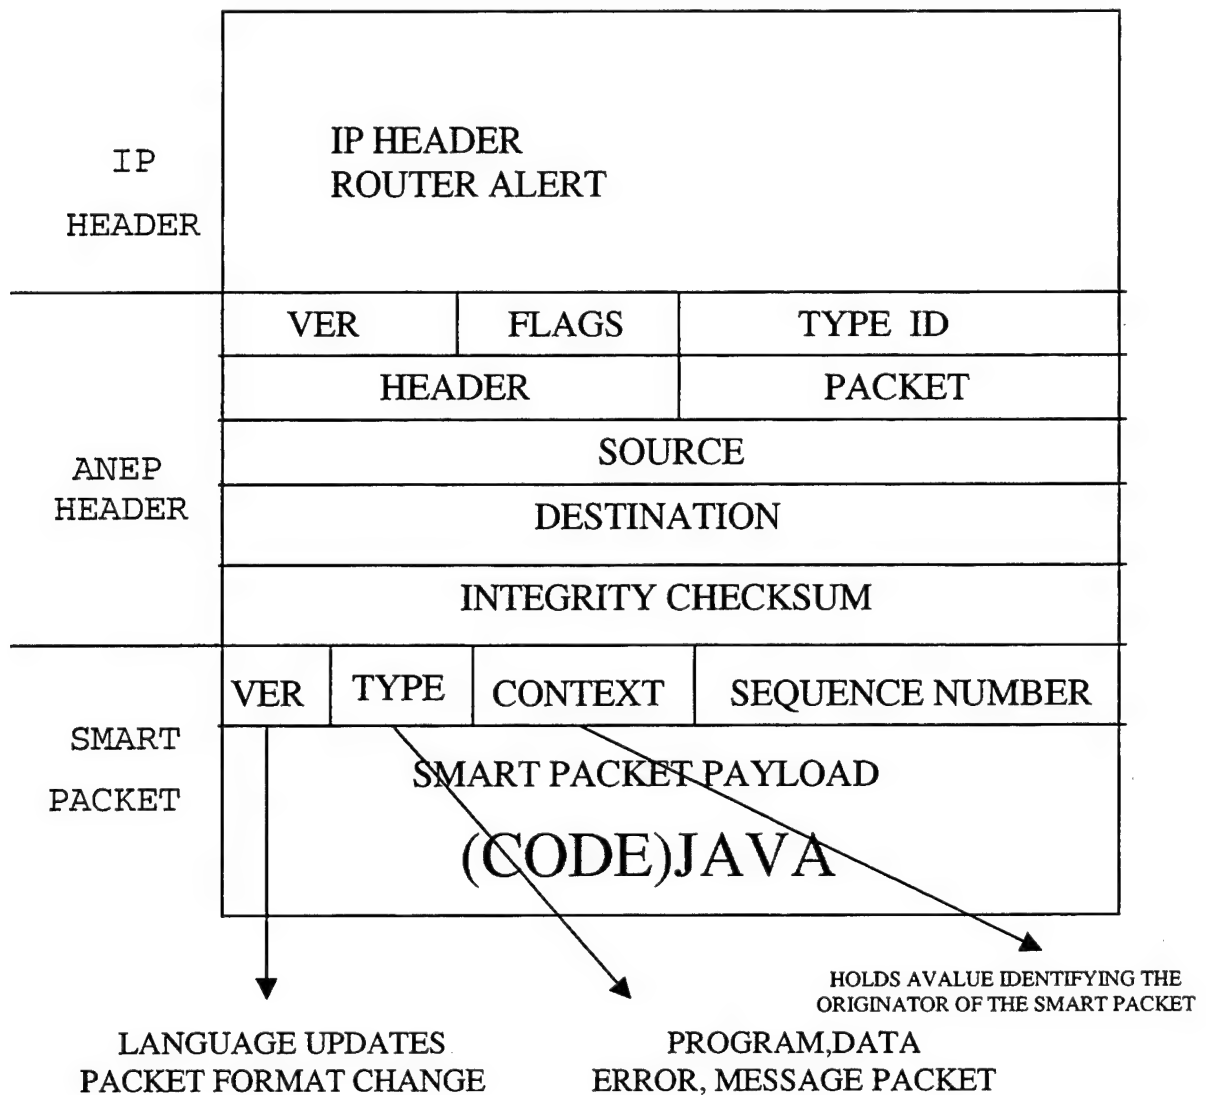 IP
HEADER
IP HEADER
ROUTER ALERT
ANEP
HEADER
VER FLAGS TYPE ID
HEADER PACKET
SOURCE
DESTINATION
INTEGRITY CHECKSUM
SMART
PACKET
VER TYPE CONTEXT SEQUENCE NUMBER
SMART PACKET PAYLOAD
(CODE)JAVA
HOLDS AVALUE IDENTIFYING THE
ORIGINATOR OF THE SMART PACKET
LANGUAGE UPDATES
PACKET FORMAT CHANGE
PROGRAM,DATA
ERROR, MESSAGE PACKET